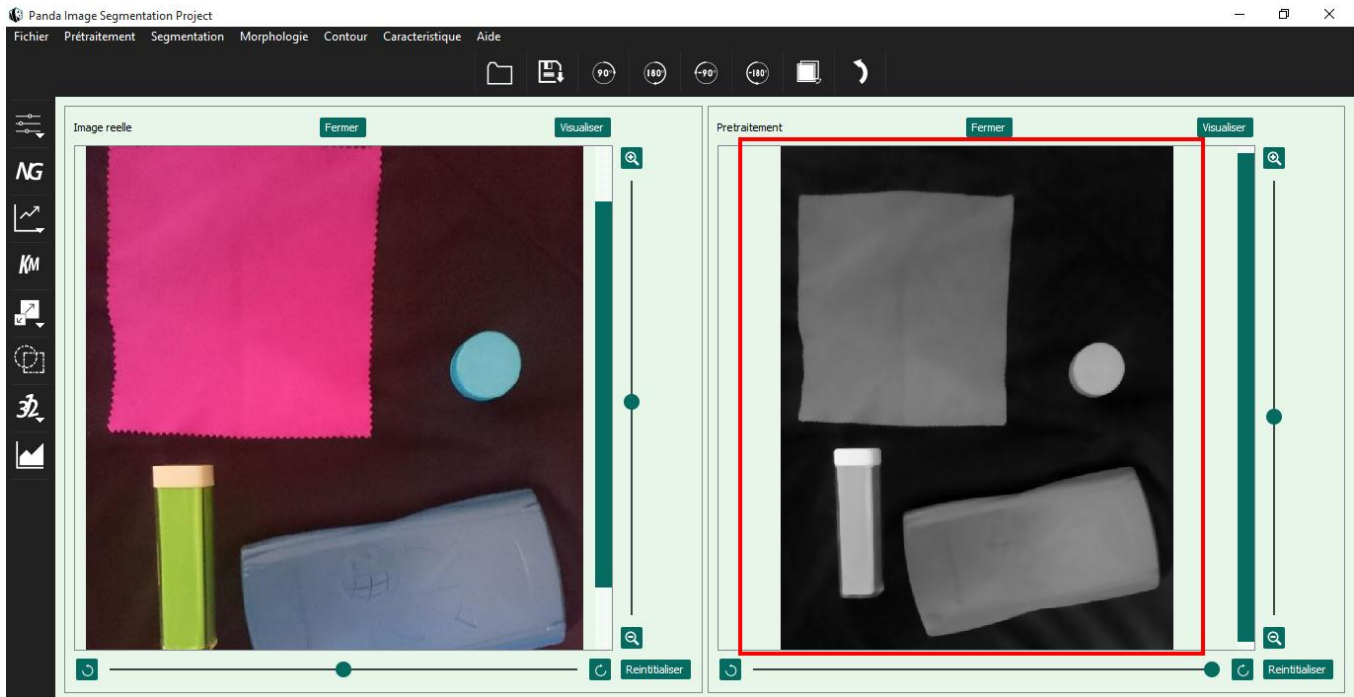 Panda Image Segmentation Project
Fichier Prétraitement Segmentation Morphologie Contour Caracteristique Aide
90° 180° -90° -180°
Image reelle Fermer Visualiser
Pretraitement Fermer Visualiser
NG
KM
Reintitialiser
Reintitialiser